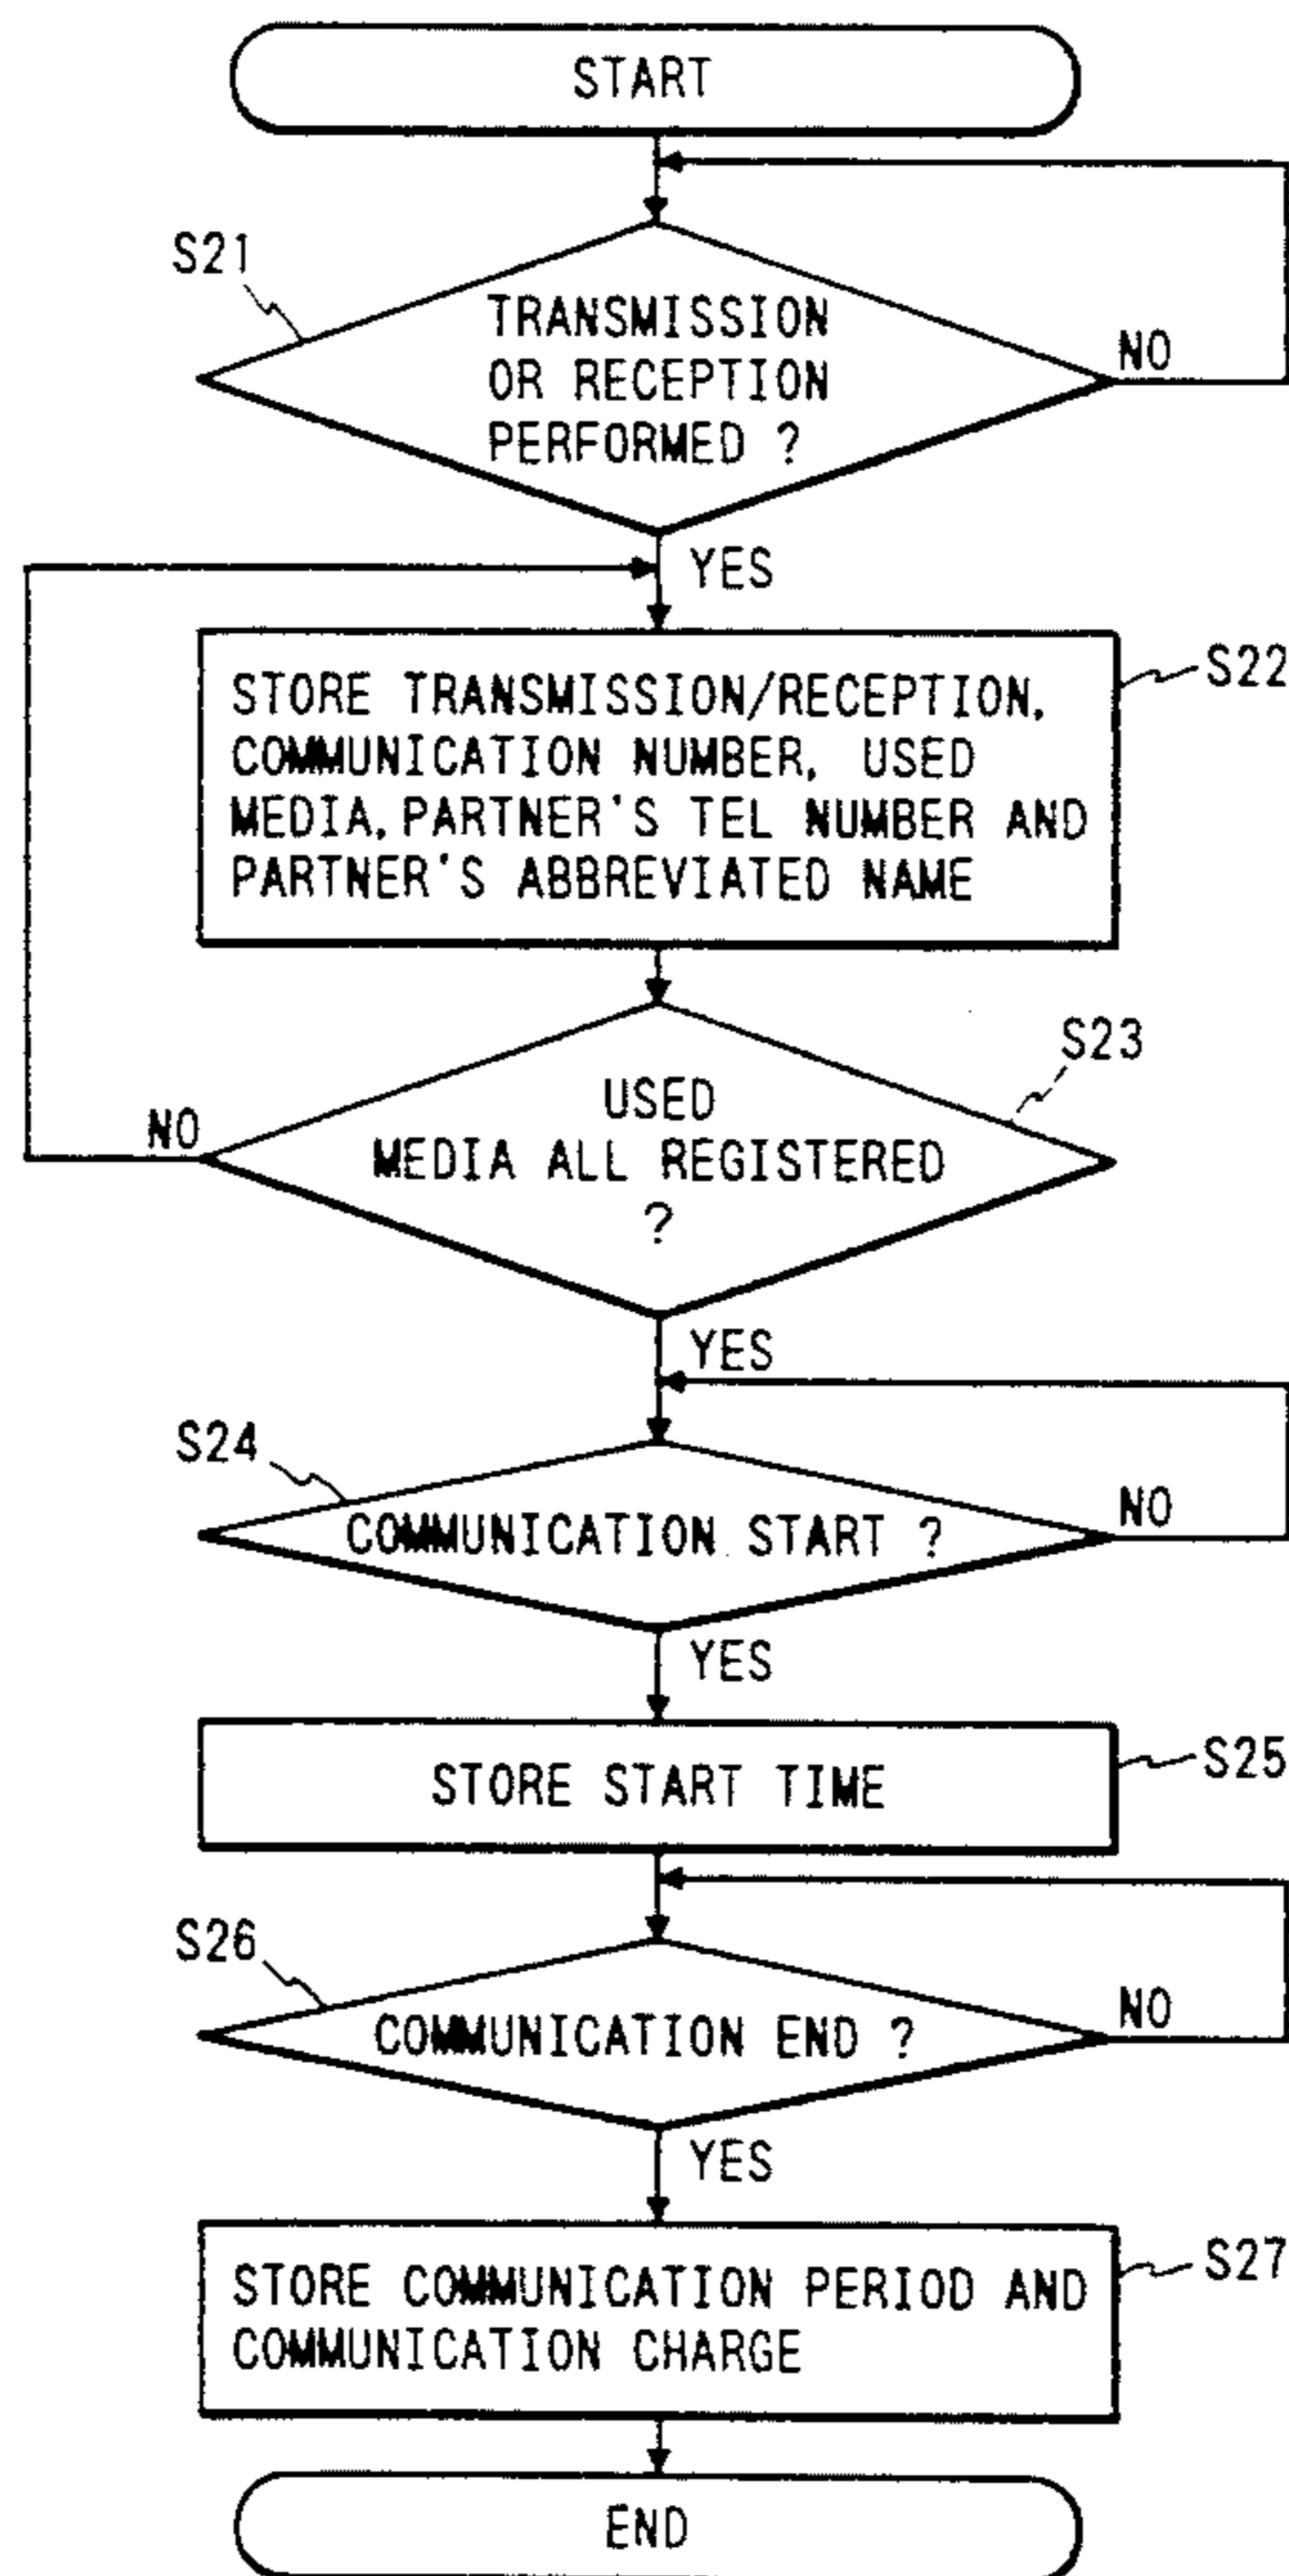 START
S21
TRANSMISSION
OR RECEPTION
PERFORMED ?
NO
YES
S22
STORE TRANSMISSION/RECEPTION,
COMMUNICATION NUMBER, USED
MEDIA, PARTNER'S TEL NUMBER AND
PARTNER'S ABBREVIATED NAME
S23
USED
MEDIA ALL REGISTERED
?
NO
YES
S24
COMMUNICATION START ?
NO
YES
STORE START TIME
S25
S26
COMMUNICATION END ?
NO
YES
STORE COMMUNICATION PERIOD AND
COMMUNICATION CHARGE
S27
END